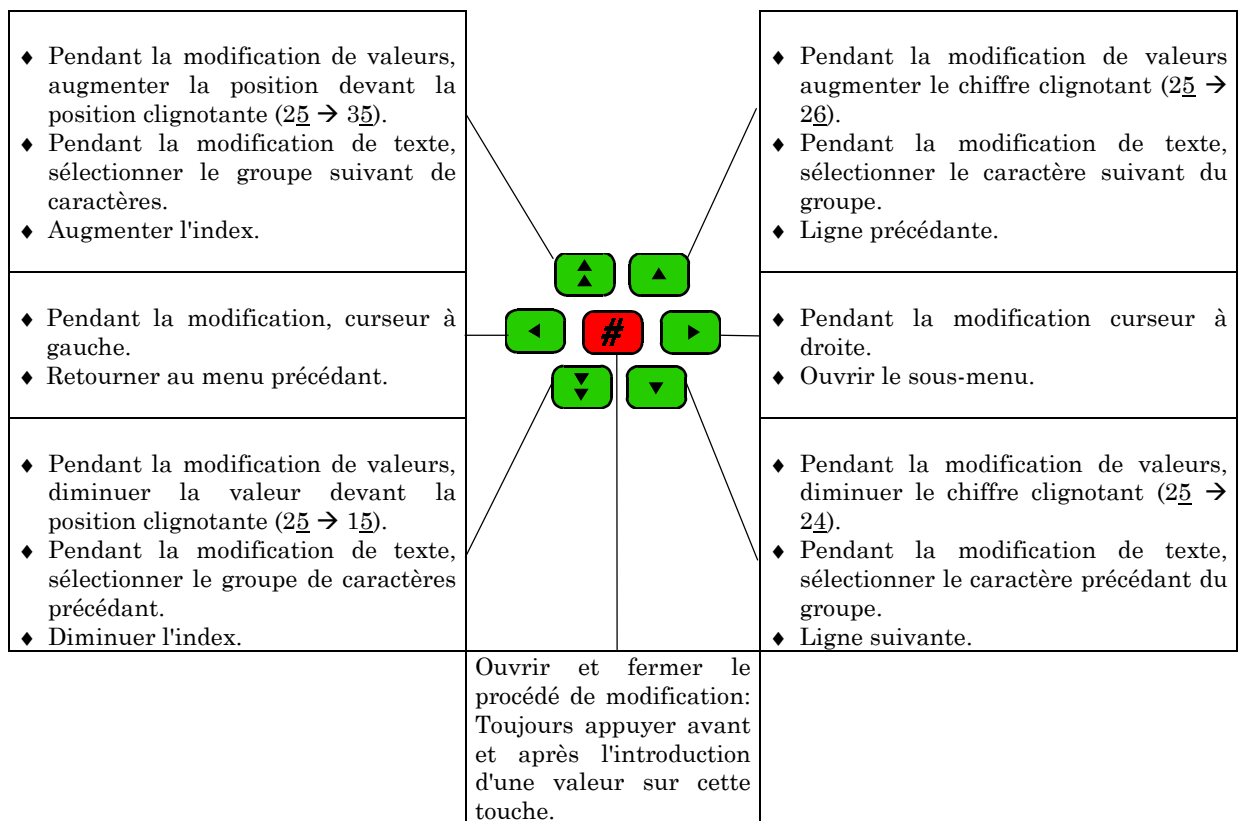 ♦ Pendant la modification de valeurs,
augmenter la position devant la
position clignotante (25 → 35).
♦ Pendant la modification de texte,
sélectionner le groupe suivant de
caractères.
♦ Augmenter l'index.
♦ Pendant la modification de valeurs
augmenter le chiffre clignotant (25 →
26).
♦ Pendant la modification de texte,
sélectionner le caractère suivant du
groupe.
♦ Ligne précédante.
♦ Pendant la modification, curseur à
gauche.
♦ Retourner au menu précédant.
#
♦ Pendant la modification curseur à
droite.
♦ Ouvrir le sous-menu.
♦ Pendant la modification de valeurs,
diminuer la valeur devant la
position clignotante (25 → 15).
♦ Pendant la modification de texte,
sélectionner le groupe de caractères
précédant.
♦ Diminuer l'index.
♦ Pendant la modification de valeurs,
diminuer le chiffre clignotant (25 →
24).
♦ Pendant la modification de texte,
sélectionner le caractère précédant du
groupe.
♦ Ligne suivante.
Ouvrir et fermer le
procédé de modification:
Toujours appuyer avant
et après l'introduction
d'une valeur sur cette
touche.